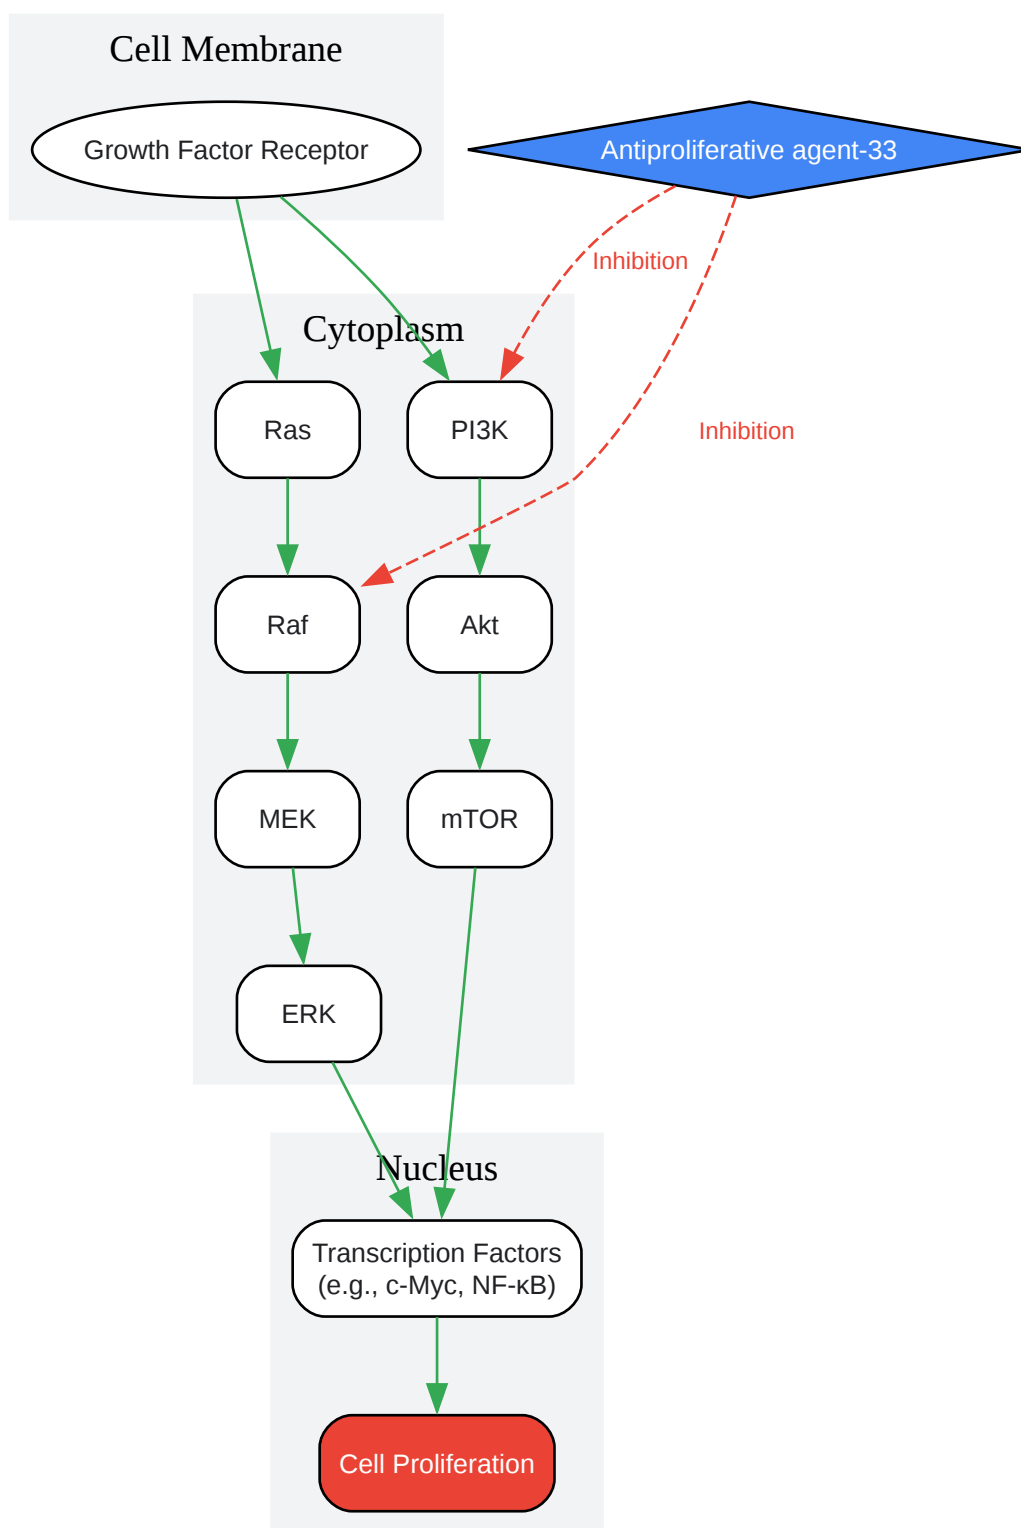 Cell Membrane
Growth Factor Receptor
Antiproliferative agent-33
Inhibition
Cytoplasm
Ras
PI3K
Inhibition
Raf
Akt
MEK
mTOR
ERK
Nucleus
Transcription Factors
(e.g., c-Myc, NF-κB)
Cell Proliferation